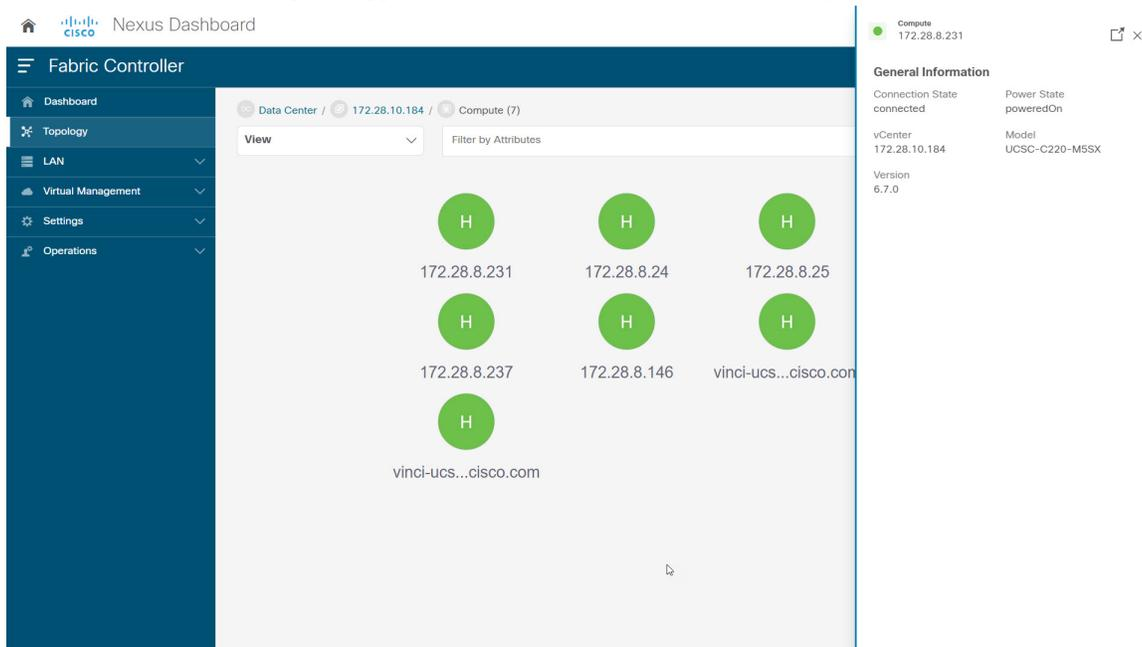 CISCO Nexus Dashboard
Fabric Controller
Dashboard
Topology
LAN
Virtual Management
Settings
Operations
Data Center / 172.28.10.184 / Compute (7)
View
Filter by Attributes
H H H
172.28.8.231 172.28.8.24 172.28.8.25
H H H
172.28.8.237 172.28.8.146 vinci-ucs...cisco.com
H
vinci-ucs...cisco.com
Compute
172.28.8.231
General Information
Connection State Power State
connected poweredOn
vCenter Model
172.28.10.184 UCSC-C220-M5SX
Version
6.7.0